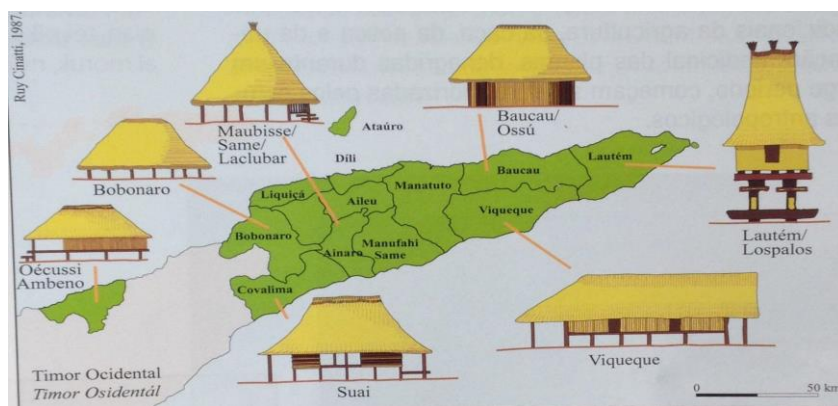 Ruy Cinatti, 1987.
Maubisse/
Same/
Laclubar
Ataúro
Baucau/
Ossú
Díli
Bobonaro
Lautém
Baucau
Manatuto
Liquiçá
Aileu
Viqueque
Bobonaro
Manufahi
Same
Ainaro
Lautém/
Lospalos
Oécussi
Ambeno
Covalima
Timor Ocidental
Timor Osidentál
Suai
Viqueque
0 50 km